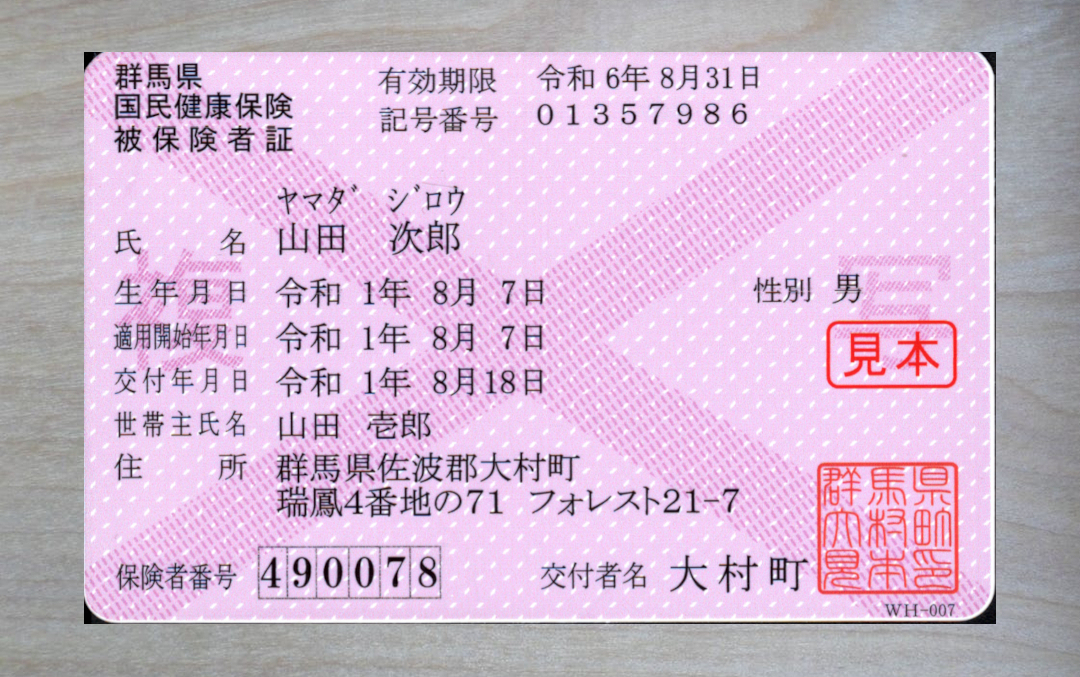 群馬県
国民健康保険
被保険者証
有効期限 令和 6年 8月31日
記号番号 01357986
ヤマダ ジロウ
氏名 山田 次郎
生年月日 令和 1年 8月 7日
性別 男
適用開始年月日 令和 1年 8月 7日
交付年月日 令和 1年 8月18日
世帯主氏名 山田 壱郎
住所 群馬県佐波郡大村町
瑞鳳4番地の71 フォレスト21-7
保険者番号 490078
交付者名 大村町
複写
見本
群馬県
大村町
見本印
WH-007